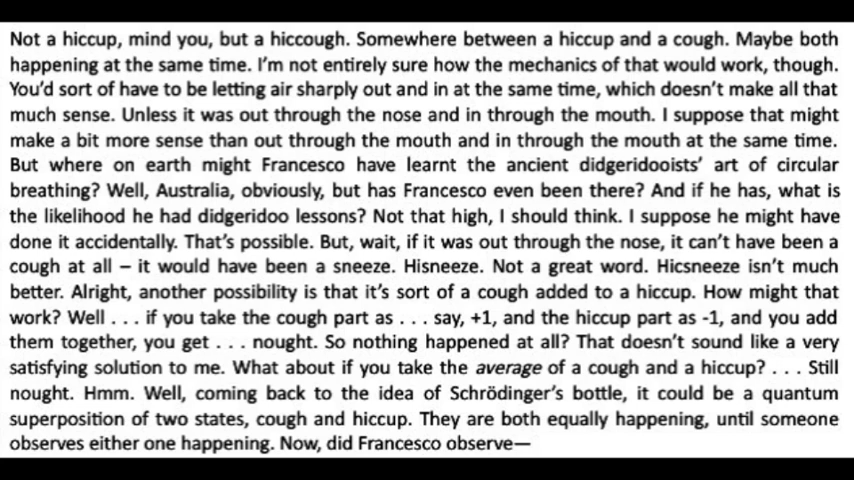 Not a hiccup, mind you, but a hiccough. Somewhere between a hiccup and a cough. Maybe both
happening at the same time. I’m not entirely sure how the mechanics of that would work, though.
You’d sort of have to be letting air sharply out and in at the same time, which doesn’t make all that
much sense. Unless it was out through the nose and in through the mouth. I suppose that might
make a bit more sense than out through the mouth and in through the mouth at the same time.
But where on earth might Francesco have learnt the ancient didgeridooists’ art of circular
breathing? Well, Australia, obviously, but has Francesco even been there? And if he has, what is
the likelihood he had didgeridoo lessons? Not that high, I should think. I suppose he might have
done it accidentally. That’s possible. But, wait, if it was out through the nose, it can’t have been a
cough at all – it would have been a sneeze. Hisneeze. Not a great word. Hicsneeze isn’t much
better. Alright, another possibility is that it’s sort of a cough added to a hiccup. How might that
work? Well . . . if you take the cough part as . . . say, +1, and the hiccup part as -1, and you add
them together, you get . . . nought. So nothing happened at all? That doesn’t sound like a very
satisfying solution to me. What about if you take the average of a cough and a hiccup? . . . Still
nought. Hmm. Well, coming back to the idea of Schrödinger’s bottle, it could be a quantum
superposition of two states, cough and hiccup. They are both equally happening, until someone
observes either one happening. Now, did Francesco observe—